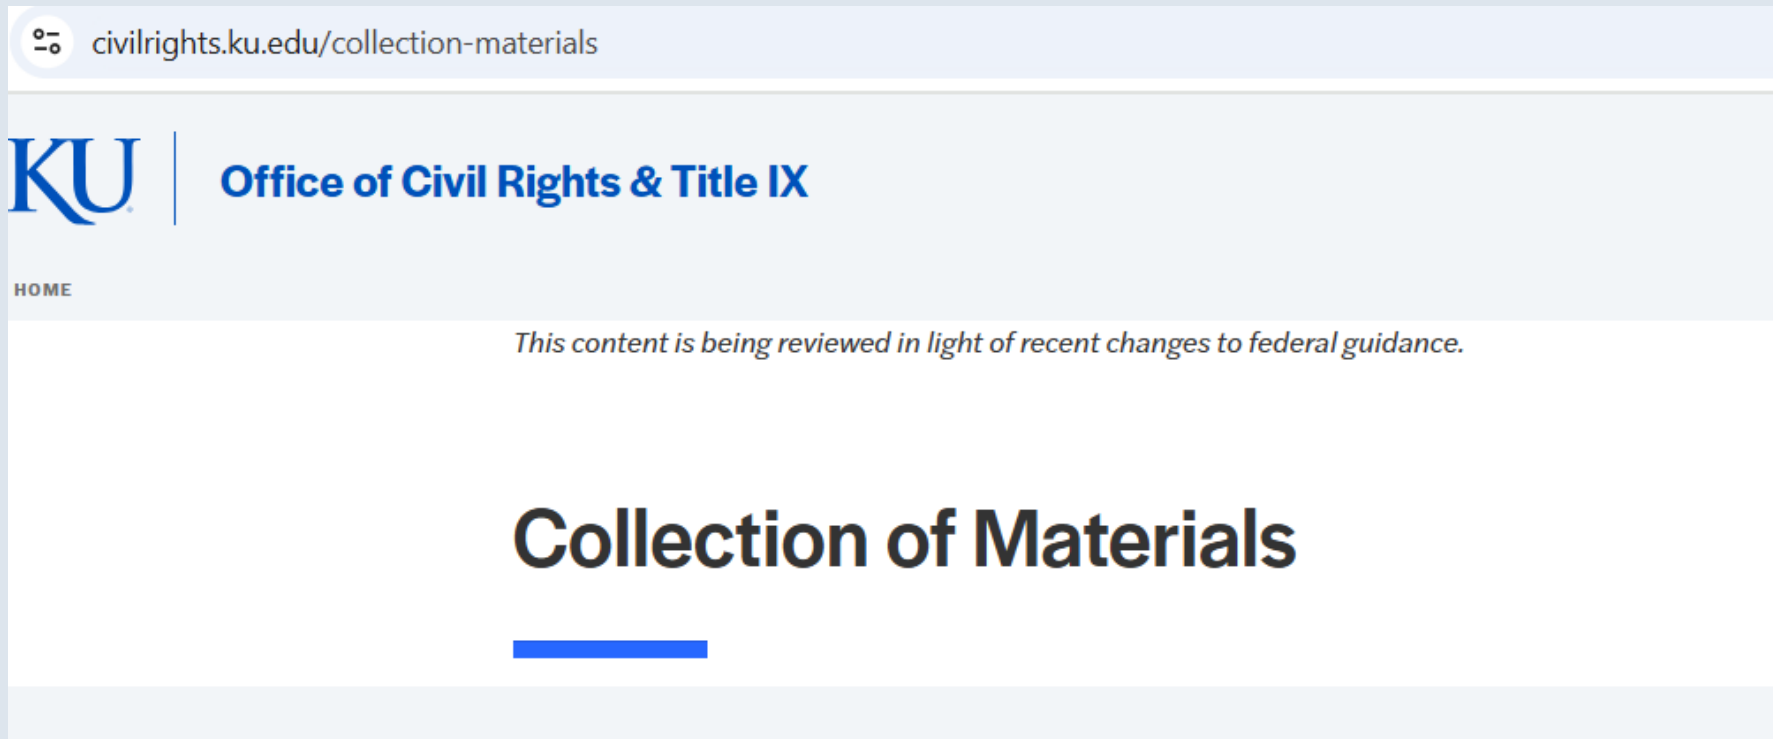 civilrights.ku.edu/collection-materials
KU
Office of Civil Rights & Title IX
HOME
This content is being reviewed in light of recent changes to federal guidance.
Collection of Materials